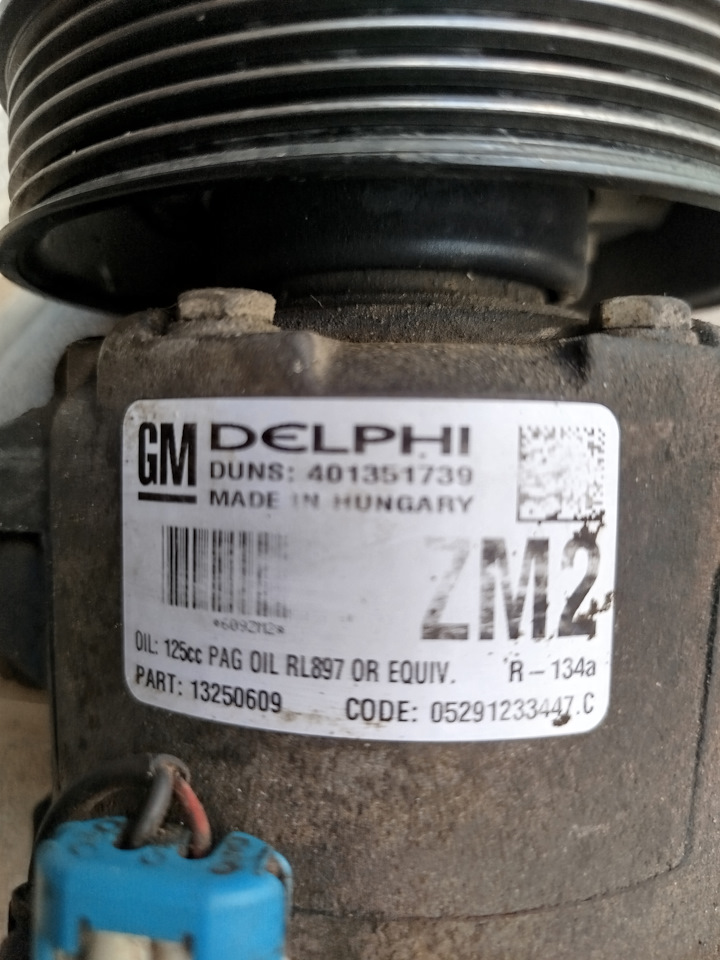 GM DELPHI
DUNS: 401351739
MADE IN HUNGARY
ZM2
*609ZM2*
OIL: 125cc PAG OIL RL897 OR EQUIV. R-134a
PART: 13250609 CODE: 05291233447.C